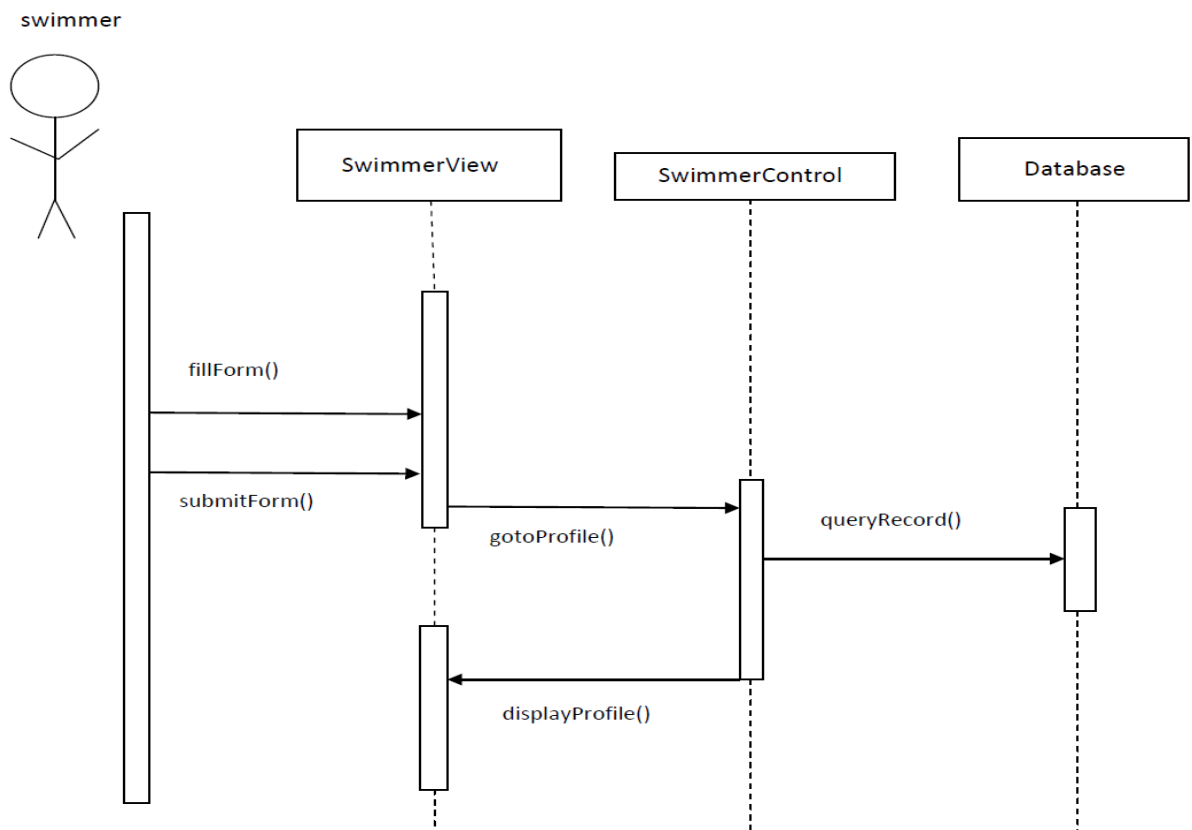 swimmer
SwimmerView
SwimmerControl
Database
fillForm()
submitForm()
gotoProfile()
queryRecord()
displayProfile()